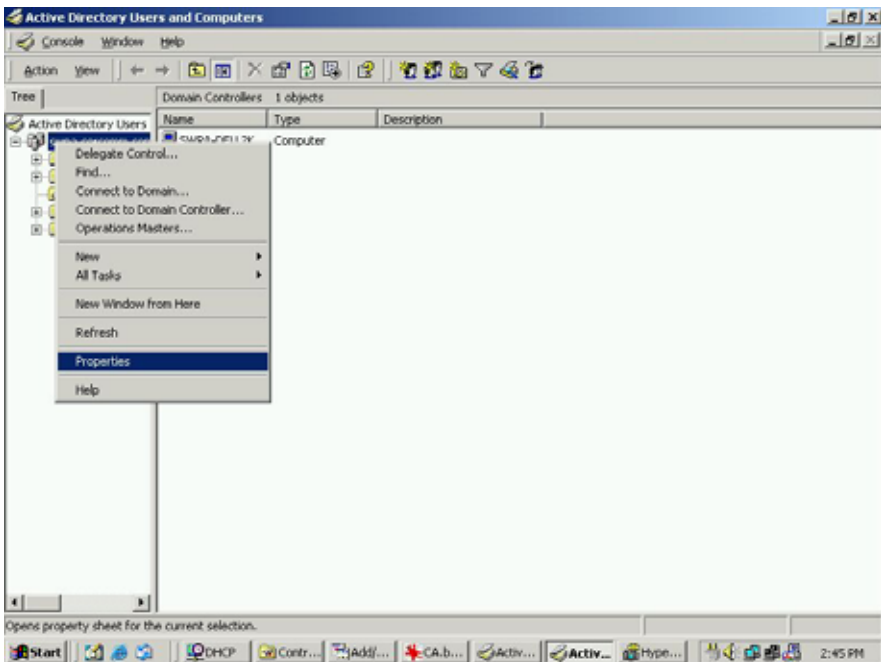 Active Directory Users and Computers
Console Window Help
Action View
Tree
Domain Controllers 1 objects
Active Directory Users
Name Type Description
Computer
Delegate Control...
Find...
Connect to Domain...
Connect to Domain Controller...
Operations Masters...
New
All Tasks
New Window from Here
Refresh
Properties
Help
Opens property sheet for the current selection.
Start DHCP Contr... Add/... CA.b... Activ... Activ... Hype... 2:45 PM